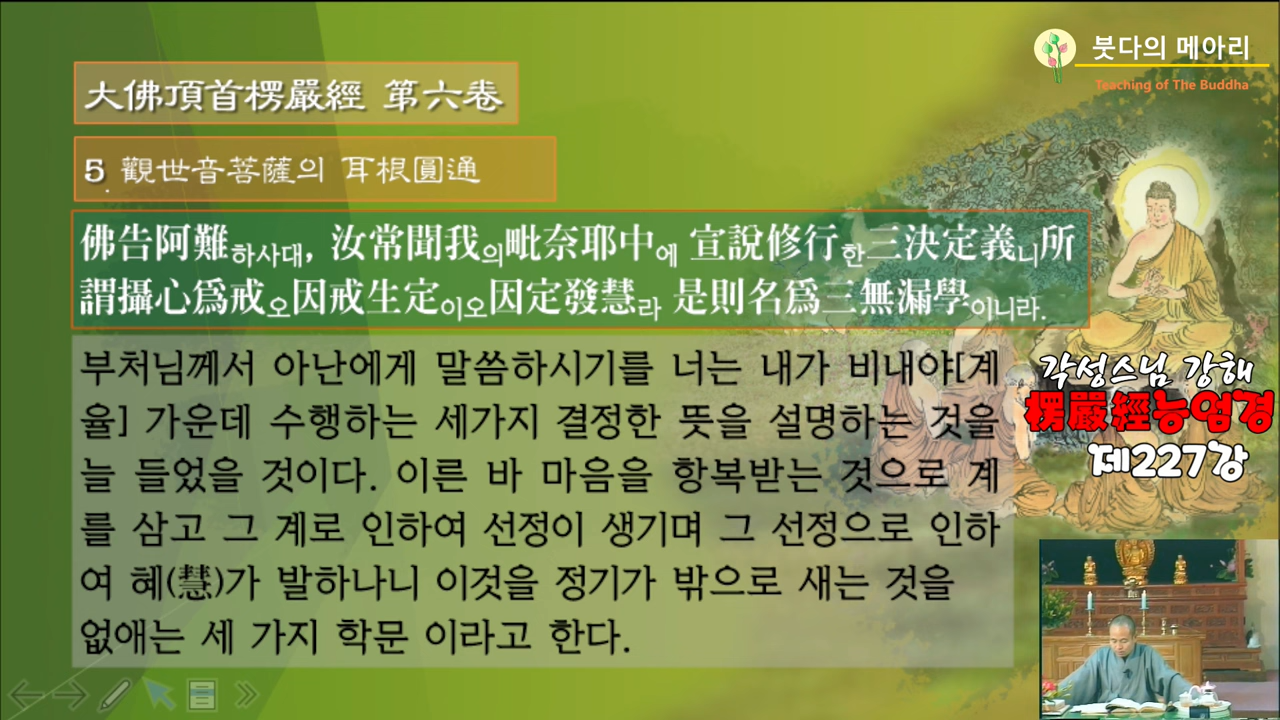 붓다의 메아리
Teaching of The Buddha
大佛頂首楞嚴經 第六卷
5. 觀世音菩薩의 耳根圓通
佛告阿難하사대, 汝常聞我의毗奈耶中에 宣說修行한三決定義니所
謂攝心爲戒오因戒生定이오因定發慧라 是則名爲三無漏學이니라.
부처님께서 아난에게 말씀하시기를 너는 내가 비내야[계
율] 가운데 수행하는 세가지 결정한 뜻을 설명하는 것을
늘 들었을 것이다. 이른 바 마음을 항복받는 것으로 계
를 삼고 그 계로 인하여 선정이 생기며 그 선정으로 인하
여 혜(慧)가 발하나니 이것을 정기가 밖으로 새는 것을
없애는 세 가지 학문 이라고 한다.
각성스님 강해
楞嚴經능엄경
제227강